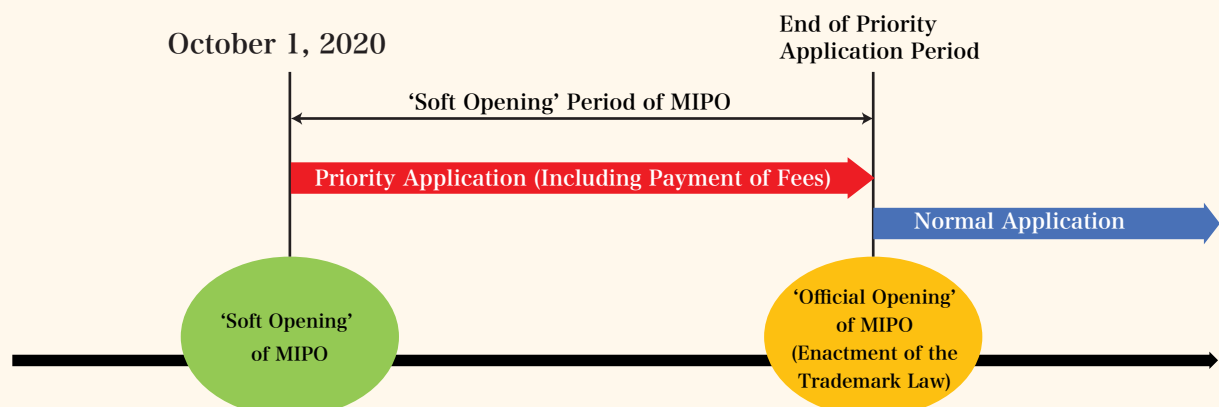 October 1, 2020
End of Priority
Application Period
‘Soft Opening’ Period of MIPO
Priority Application (Including Payment of Fees)
Normal Application
‘Soft Opening’
of MIPO
‘Official Opening’
of MIPO
(Enactment of the
Trademark Law)